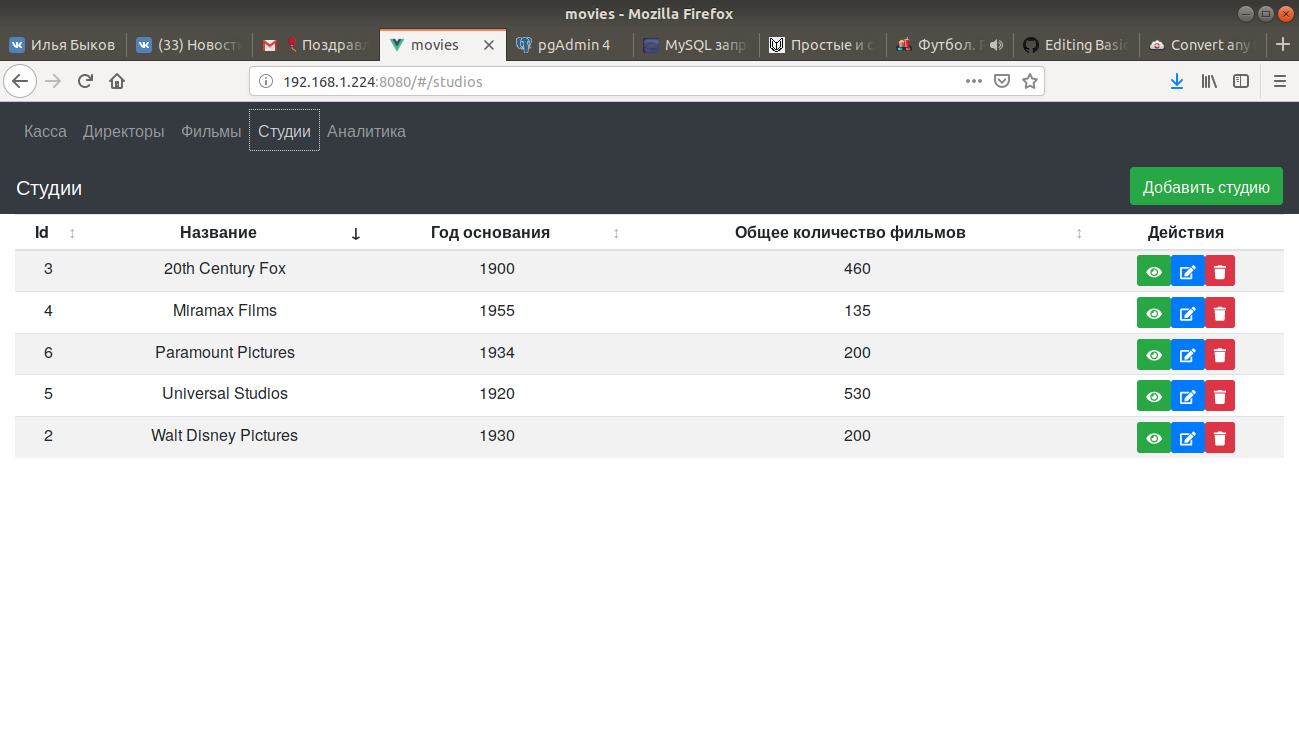 movies - Mozilla Firefox
Илья Быков (33) Новости Поздрав movies pgAdmin 4 MySQL зап Простые и Футбол. Editing Basic Convert any
192.168.1.224:8080/#/studios
Касса Директоры Фильмы Студии Аналитика
Студии Добавить студию
Id Название Год основания Общее количество фильмов Действия
3 20th Century Fox 1900 460
4 Miramax Films 1955 135
6 Paramount Pictures 1934 200
5 Universal Studios 1920 530
2 Walt Disney Pictures 1930 200